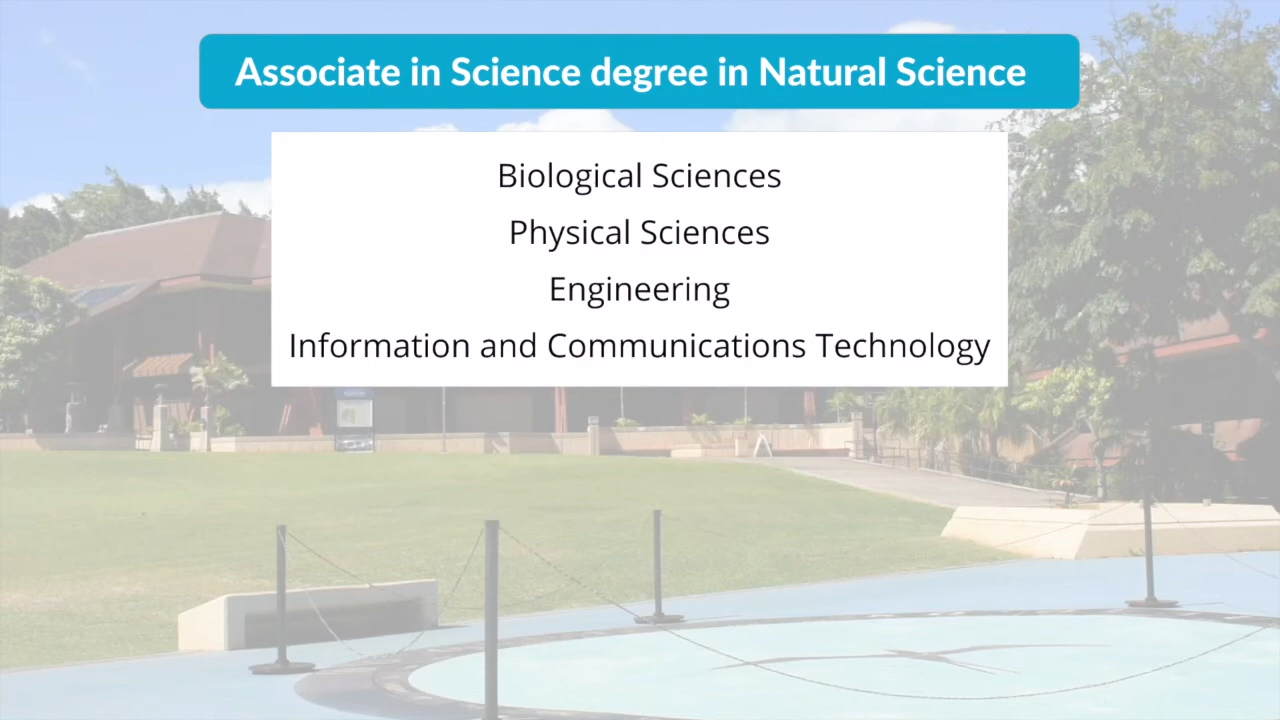 Associate in Science degree in Natural Science
Biological Sciences
Physical Sciences
Engineering
Information and Communications Technology